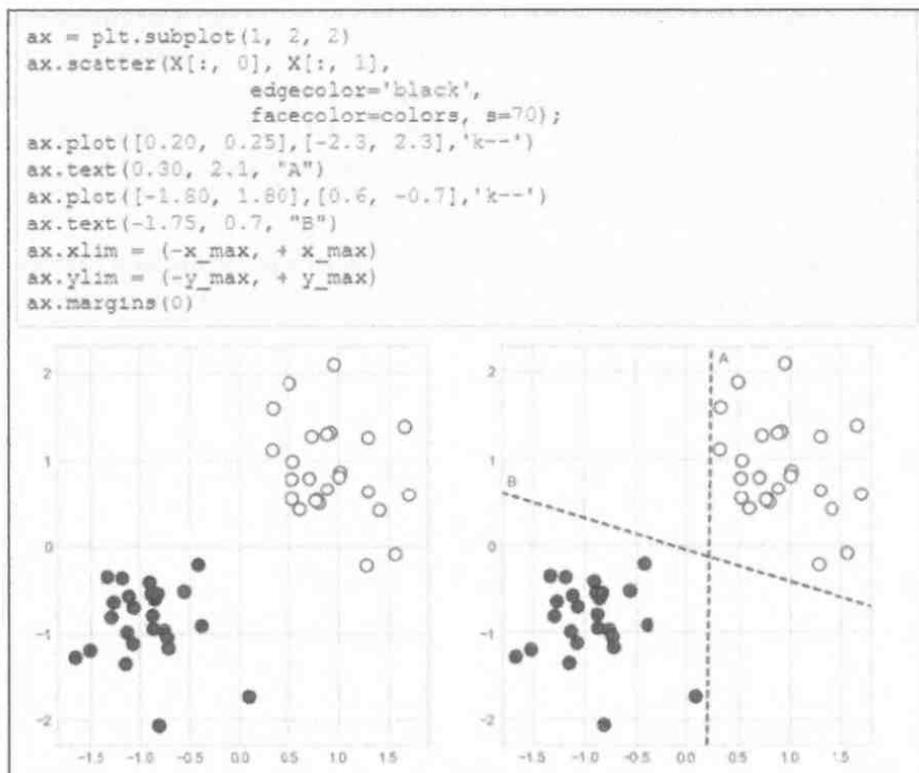 ax = plt.subplot(1, 2, 2)
ax.scatter(X[:, 0], X[:, 1],
edgecolor='black',
facecolor=colors, s=70);
ax.plot([0.20, 0.25],[-2.3, 2.3],'k--')
ax.text(0.30, 2.1, "A")
ax.plot([-1.80, 1.80],[0.6, -0.7],'k--')
ax.text(-1.75, 0.7, "B")
ax.xlim = (-x_max, + x_max)
ax.ylim = (-y_max, + y_max)
ax.margins(0)
2
1
0
−1
−2
−1.5 −1.0 −0.5 0.0 0.5 1.0 1.5
A
B
2
1
0
−1
−2
−1.5 −1.0 −0.5 0.0 0.5 1.0 1.5